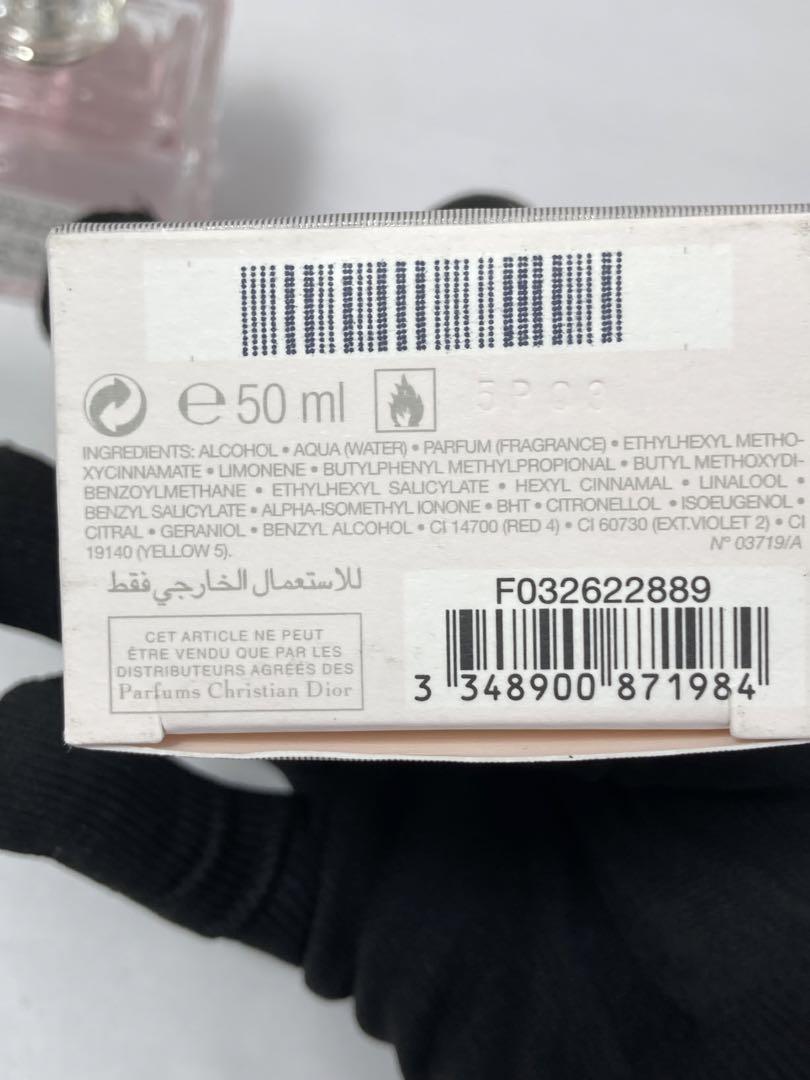 e 50 ml
INGREDIENTS: ALCOHOL • AQUA (WATER) • PARFUM (FRAGRANCE) • ETHYLHEXYL METHO-
XYCINNAMATE • LIMONENE • BUTYLPHENYL METHYLPROPIONAL • BUTYL METHOXYDI-
BENZOYLMETHANE • ETHYLHEXYL SALICYLATE • HEXYL CINNAMAL • LINALOOL •
BENZYL SALICYLATE • ALPHA-ISOMETHYL IONONE • BHT • CITRONELLOL • ISOEUGENOL •
CITRAL • GERANIOL • BENZYL ALCOHOL • CI 14700 (RED 4) • CI 60730 (EXT.VIOLET 2) • CI
19140 (YELLOW 5).
N° 03719/A
للاستعمال الخارجي فقط
CET ARTICLE NE PEUT
ÊTRE VENDU QUE PAR LES
DISTRIBUTEURS AGRÉÉS DES
Parfums Christian Dior
F032622889
3 348900 871984